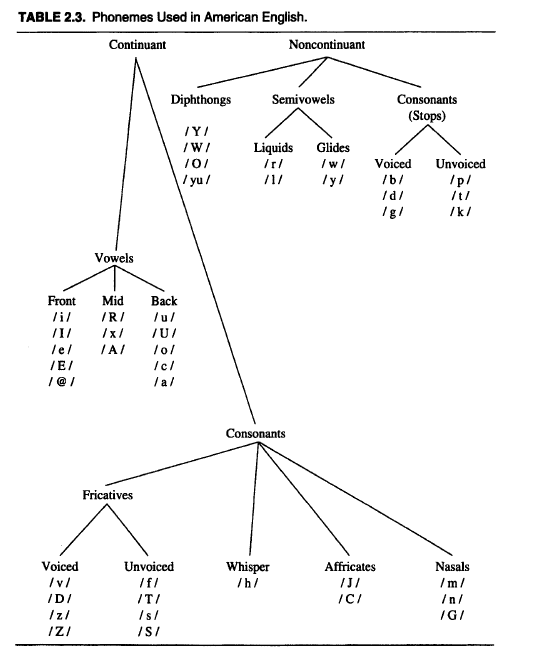 TABLE 2.3. Phonemes Used in American English.
Continuant Noncontinuant
Diphthongs Semivowels Consonants
(Stops)
/Y/
/W/ Liquids Glides
/O/ /r/ /w/ Voiced Unvoiced
/yu/ /l/ /y/ /b/ /p/
/d/ /t/
/g/ /k/
Vowels
Front Mid Back
/i/ /R/ /u/
/I/ /x/ /U/
/e/ /A/ /o/
/E/ /c/
/@/ /a/
Consonants
Fricatives
Voiced Unvoiced Whisper Affricates Nasals
/v/ /f/ /h/ /J/ /m/
/D/ /T/ /C/ /n/
/z/ /s/ /G/
/Z/ /S/